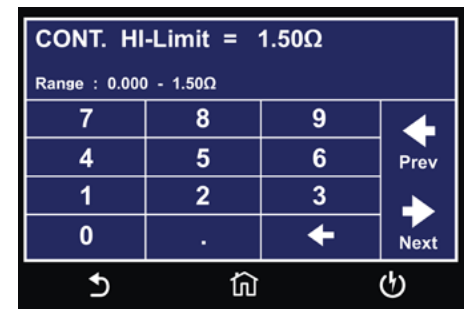 CONT. HI-Limit = 1.50Ω
Range : 0.000 - 1.50Ω
7 8 9
4 5 6 Prev
1 2 3
0 . Next